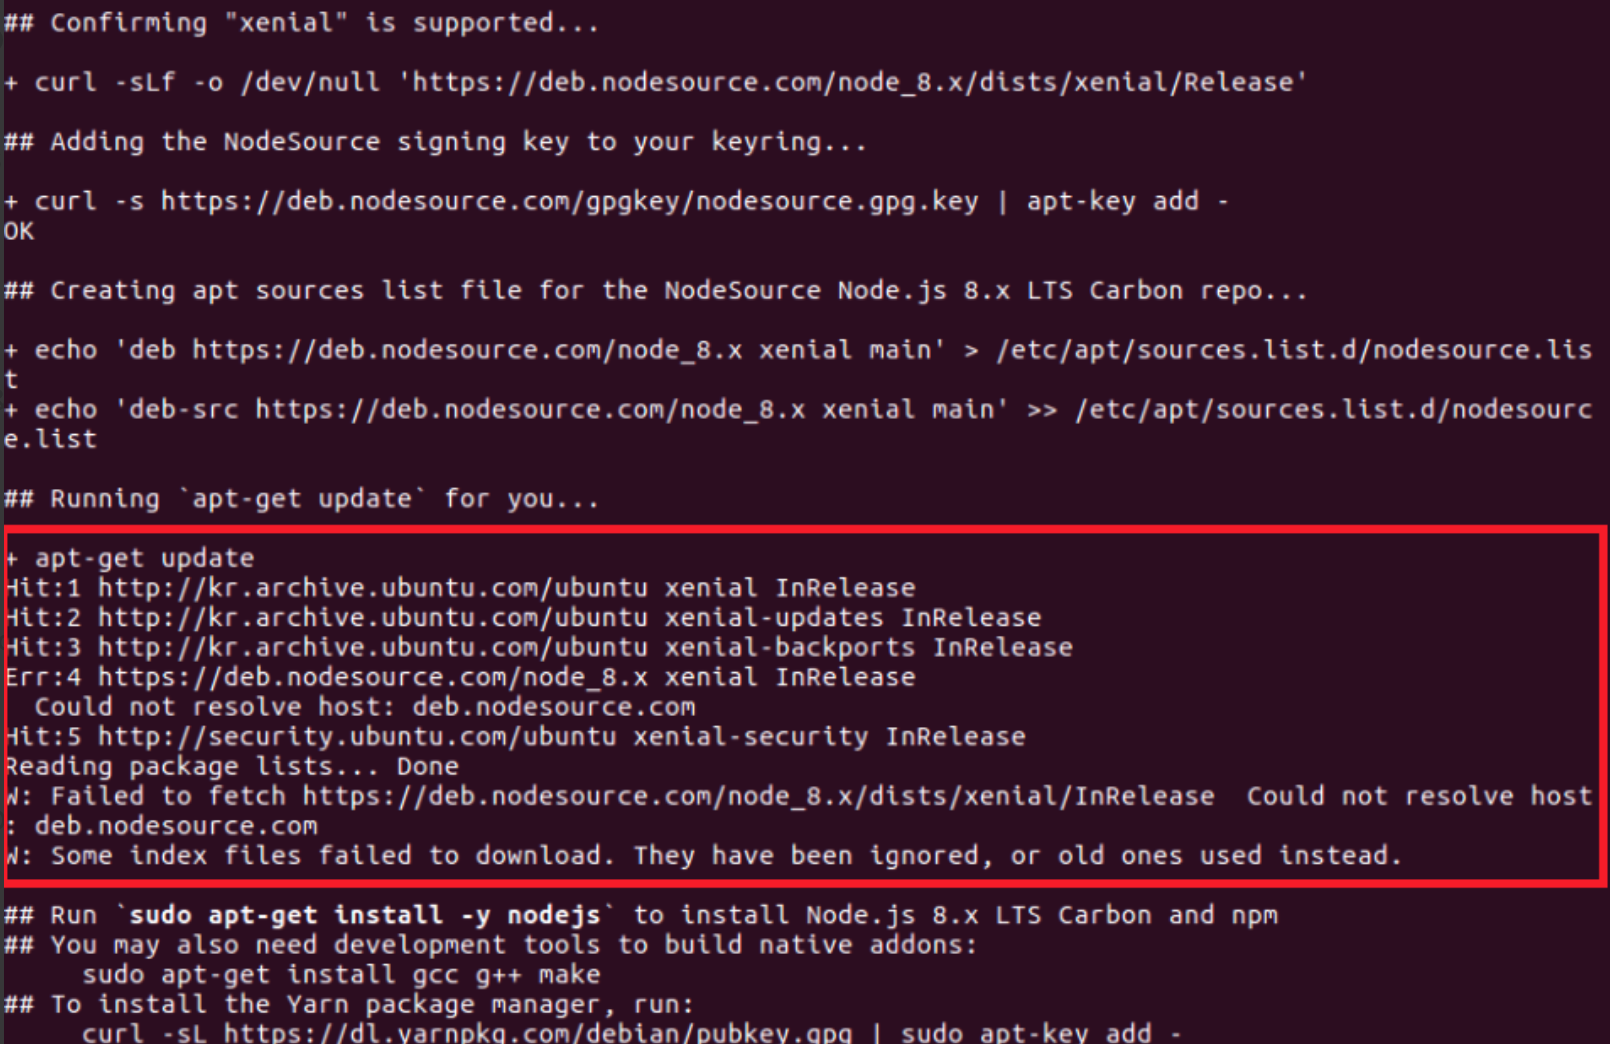 ## Confirming "xenial" is supported...
+ curl -sLf -o /dev/null 'https://deb.nodesource.com/node_8.x/dists/xenial/Release'
## Adding the NodeSource signing key to your keyring...
+ curl -s https://deb.nodesource.com/gpgkey/nodesource.gpg.key | apt-key add -
OK
## Creating apt sources list file for the NodeSource Node.js 8.x LTS Carbon repo...
+ echo 'deb https://deb.nodesource.com/node_8.x xenial main' > /etc/apt/sources.list.d/nodesource.lis
t
+ echo 'deb-src https://deb.nodesource.com/node_8.x xenial main' >> /etc/apt/sources.list.d/nodesourc
e.list
## Running `apt-get update` for you...
+ apt-get update
Hit:1 http://kr.archive.ubuntu.com/ubuntu xenial InRelease
Hit:2 http://kr.archive.ubuntu.com/ubuntu xenial-updates InRelease
Hit:3 http://kr.archive.ubuntu.com/ubuntu xenial-backports InRelease
Err:4 https://deb.nodesource.com/node_8.x xenial InRelease
  Could not resolve host: deb.nodesource.com
Hit:5 http://security.ubuntu.com/ubuntu xenial-security InRelease
Reading package lists... Done
W: Failed to fetch https://deb.nodesource.com/node_8.x/dists/xenial/InRelease  Could not resolve host
: deb.nodesource.com
W: Some index files failed to download. They have been ignored, or old ones used instead.
## Run `sudo apt-get install -y nodejs` to install Node.js 8.x LTS Carbon and npm
## You may also need development tools to build native addons:
     sudo apt-get install gcc g++ make
## To install the Yarn package manager, run:
     curl -sL https://dl.yarnpkg.com/debian/pubkey.gpg | sudo apt-key add -